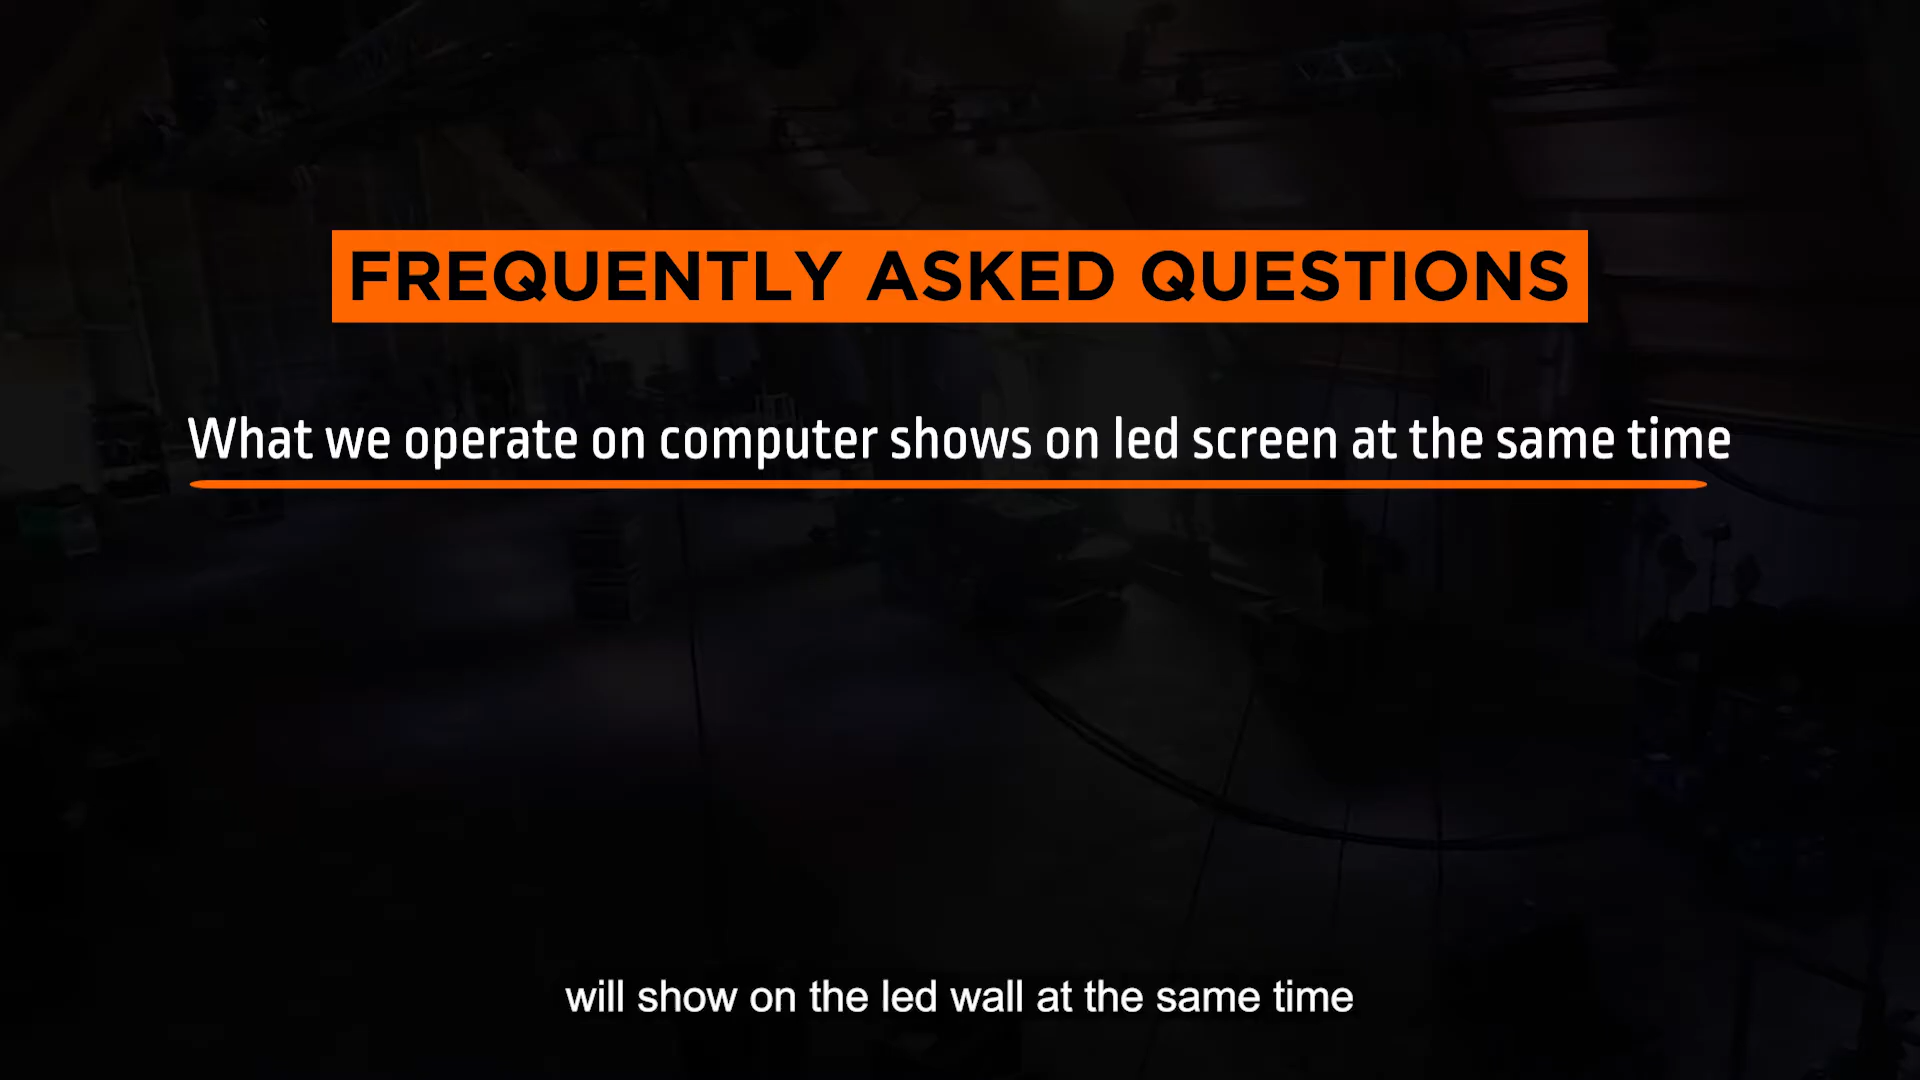 FREQUENTLY ASKED QUESTIONS
What we operate on computer shows on led screen at the same time
will show on the led wall at the same time